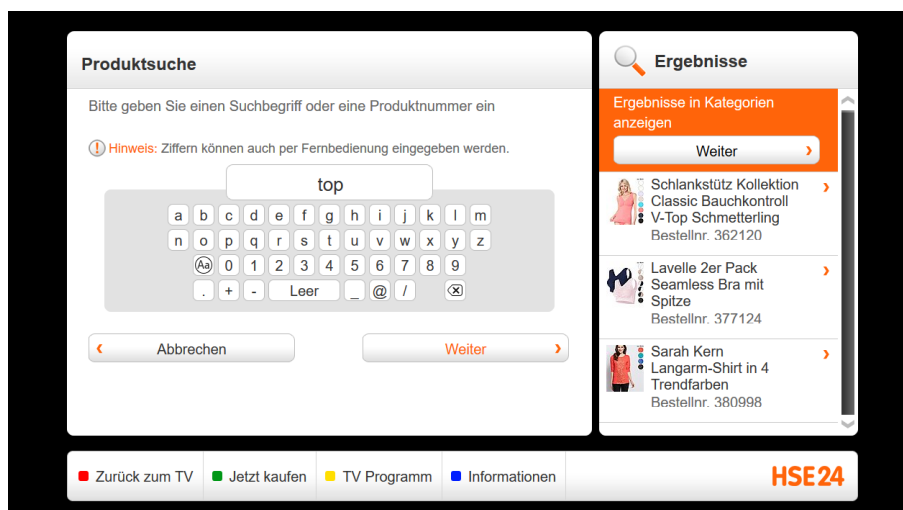 Produktsuche
Bitte geben Sie einen Suchbegriff oder eine Produktnummer ein
Hinweis: Ziffern können auch per Fernbedienung eingegeben werden.
top
a b c d e f g h i j k l m
n o p q r s t u v w x y z
Aa 0 1 2 3 4 5 6 7 8 9
. + - Leer _ @ /
Abbrechen
Weiter
Ergebnisse
Ergebnisse in Kategorien
anzeigen
Weiter
Schlankstütz Kollektion
Classic Bauchkontroll
V-Top Schmetterling
Bestellnr. 362120
Lavelle 2er Pack
Seamless Bra mit
Spitze
Bestellnr. 377124
Sarah Kern
Langarm-Shirt in 4
Trendfarben
Bestellnr. 380998
Zurück zum TV
Jetzt kaufen
TV Programm
Informationen
HSE24